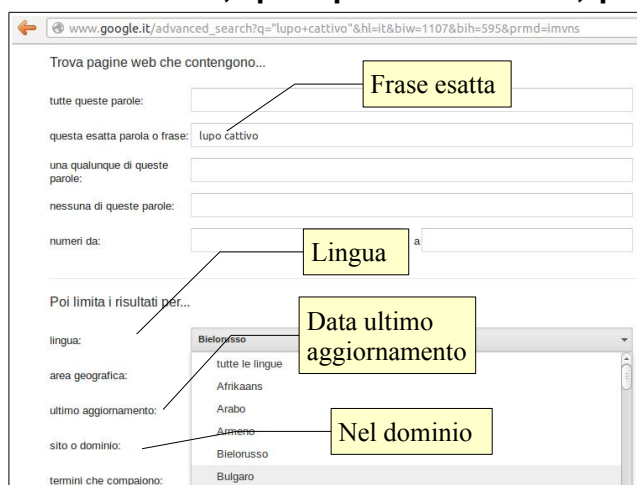 www.google.it/advanced_search?q="lupo+cattivo"&hl=it&biw=1107&bih=595&prmd=imvns
Trova pagine web che contengono...
Frase esatta
tutte queste parole:
questa esatta parola o frase: lupo cattivo
una qualunque di queste
parole:
nessuna di queste parole:
numeri da: a
Lingua
Poi limita i risultati per...
Data ultimo
aggiornamento
lingua: Bielorusso
tutte le lingue
area geografica:
Afrikaans
ultimo aggiornamento: Arabo
Armeno
Nel dominio
sito o dominio:
Bielorusso
termini che compaiono: Bulgaro